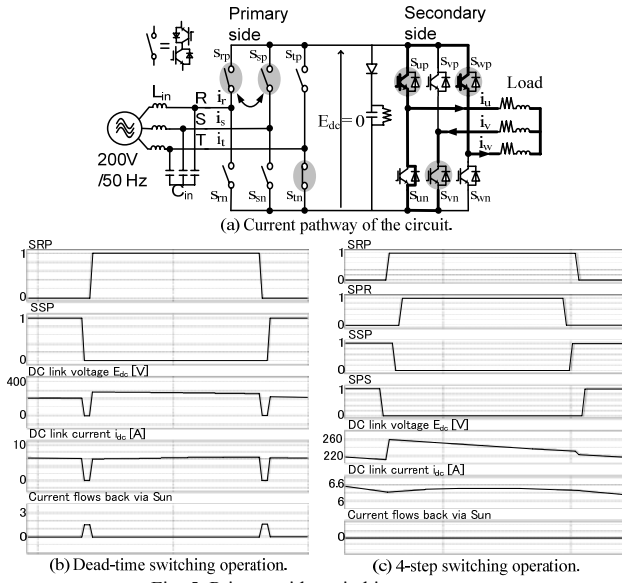 Primary side
Secondary side
Srp
Ssp
Stp
Sup
Svp
Swp
Load
Lin
R
S
T
ir
is
it
Edc=0
iu
iv
iw
200V
/50 Hz
Cin
Srn
Ssn
Stn
Sun
Svn
Swn
(a) Current pathway of the circuit.
SRP
1
0
SSP
1
0
DC link voltage Edc [V]
400
0
DC link current idc [A]
10
0
Current flows back via Sun
3
0
(b) Dead-time switching operation.
SRP
1
0
SPR
1
0
SSP
1
0
SPS
1
0
DC link voltage Edc [V]
260
220
DC link current idc [A]
6.6
6
Current flows back via Sun
0
(c) 4-step switching operation.